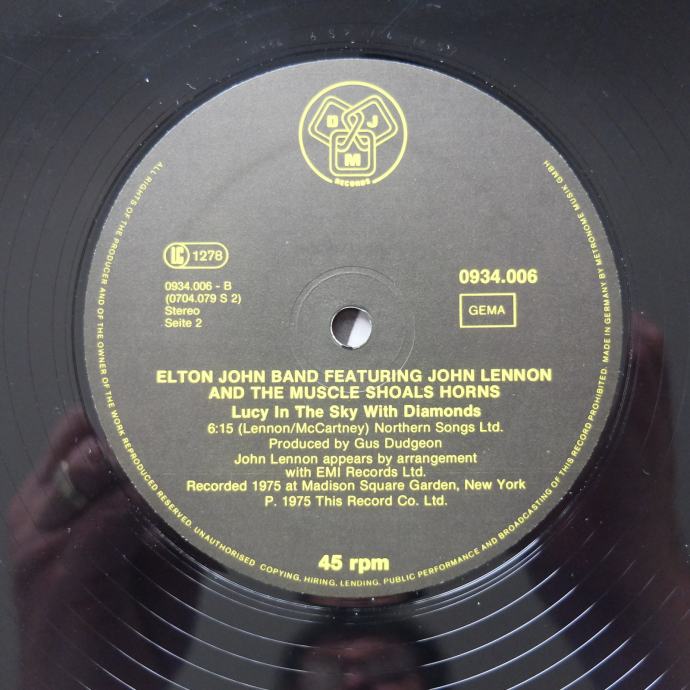 D J
M
RECORDS
LC 1278
0934.006 - B
(0704.079 S 2)
Stereo
Seite 2
0934.006
GEMA
ELTON JOHN BAND FEATURING JOHN LENNON
AND THE MUSCLE SHOALS HORNS
Lucy In The Sky With Diamonds
6:15 (Lennon/McCartney) Northern Songs Ltd.
Produced by Gus Dudgeon
John Lennon appears by arrangement
with EMI Records Ltd.
Recorded 1975 at Madison Square Garden, New York
P. 1975 This Record Co. Ltd.
45 rpm
ALL RIGHTS OF THE PRODUCER AND OF THE OWNER OF THE WORK REPRODUCED RESERVED. UNAUTHORISED COPYING, HIRING, LENDING, PUBLIC PERFORMANCE AND BROADCASTING OF THIS RECORD PROHIBITED. MADE IN GERMANY BY METRONOME MUSIK GMBH